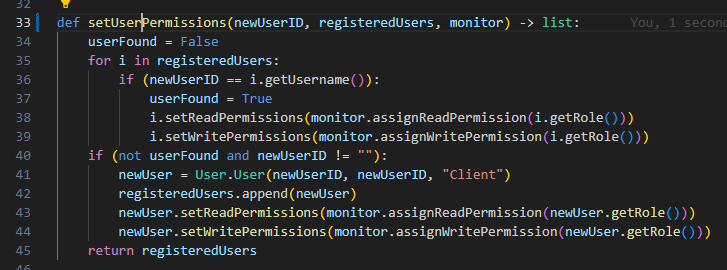 32
33 def setUserPermissions(newUserID, registeredUsers, monitor) -> list: You, 1 secon
34     userFound = False
35     for i in registeredUsers:
36         if (newUserID == i.getUsername()):
37             userFound = True
38             i.setReadPermissions(monitor.assignReadPermission(i.getRole()))
39             i.setWritePermissions(monitor.assignWritePermission(i.getRole()))
40     if (not userFound and newUserID != ""):
41         newUser = User.User(newUserID, newUserID, "Client")
42         registeredUsers.append(newUser)
43         newUser.setReadPermissions(monitor.assignReadPermission(newUser.getRole()))
44         newUser.setWritePermissions(monitor.assignWritePermission(newUser.getRole()))
45     return registeredUsers
46